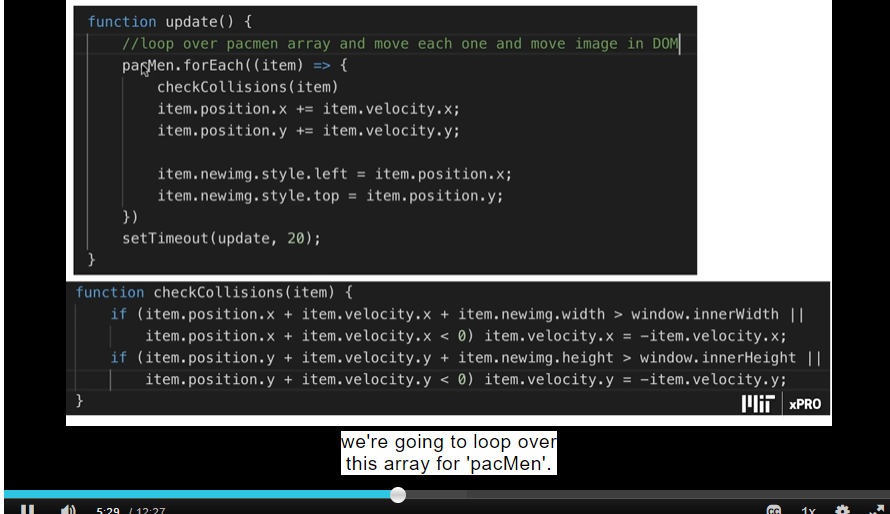 function update() {
//loop over pacmen array and move each one and move image in DOM
pacMen.forEach((item) => {
checkCollisions(item)
item.position.x += item.velocity.x;
item.position.y += item.velocity.y;
item.newimg.style.left = item.position.x;
item.newimg.style.top = item.position.y;
})
setTimeout(update, 20);
}
function checkCollisions(item) {
if (item.position.x + item.velocity.x + item.newimg.width > window.innerWidth ||
item.position.x + item.velocity.x < 0) item.velocity.x = -item.velocity.x;
if (item.position.y + item.velocity.y + item.newimg.height > window.innerHeight ||
item.position.y + item.velocity.y < 0) item.velocity.y = -item.velocity.y;
}
MIT xPRO
we're going to loop over
this array for 'pacMen'.
5:29 / 12:27 CC 1x